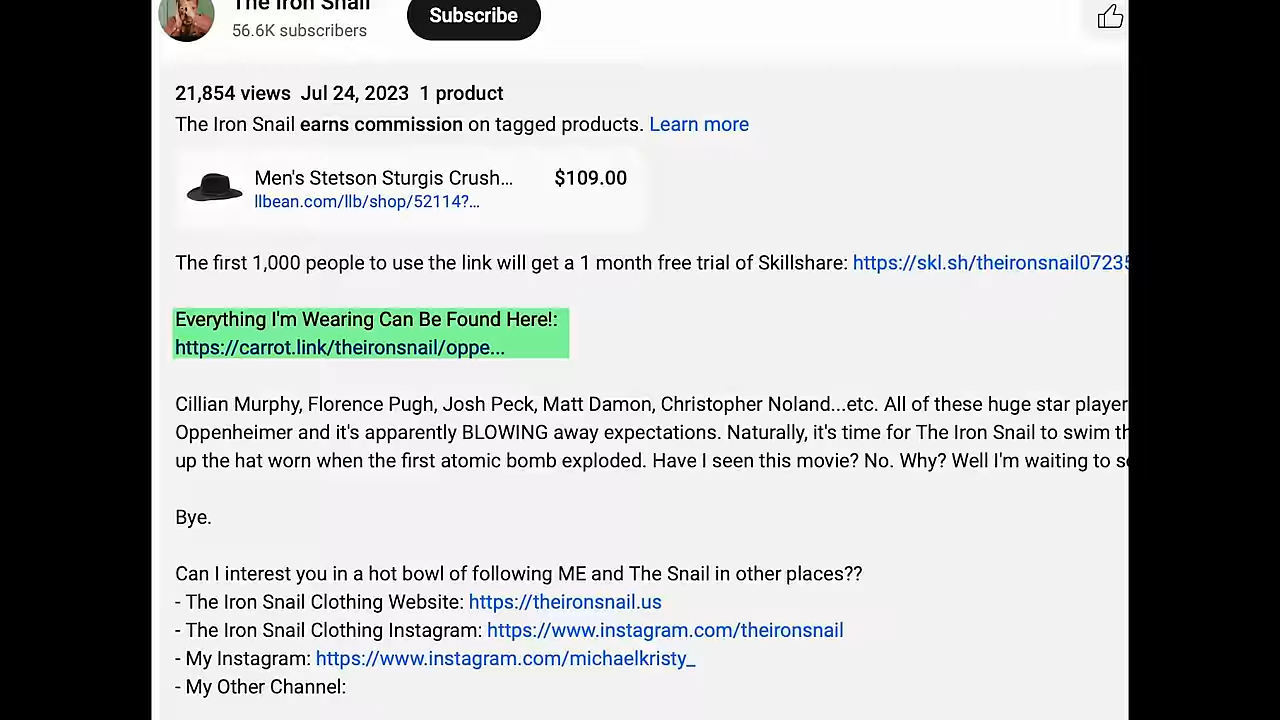 The Iron Snail
56.6K subscribers
Subscribe
21,854 views Jul 24, 2023 1 product
The Iron Snail earns commission on tagged products. Learn more
Men's Stetson Sturgis Crush... $109.00
llbean.com/llb/shop/52114?...
The first 1,000 people to use the link will get a 1 month free trial of Skillshare: https://skl.sh/theironsnail07235
Everything I'm Wearing Can Be Found Here!:
https://carrot.link/theironsnail/oppe...
Cillian Murphy, Florence Pugh, Josh Peck, Matt Damon, Christopher Noland...etc. All of these huge star player
Oppenheimer and it's apparently BLOWING away expectations. Naturally, it's time for The Iron Snail to swim th
up the hat worn when the first atomic bomb exploded. Have I seen this movie? No. Why? Well I'm waiting to s
Bye.
Can I interest you in a hot bowl of following ME and The Snail in other places??
- The Iron Snail Clothing Website: https://theironsnail.us
- The Iron Snail Clothing Instagram: https://www.instagram.com/theironsnail
- My Instagram: https://www.instagram.com/michaelkristy_
- My Other Channel: